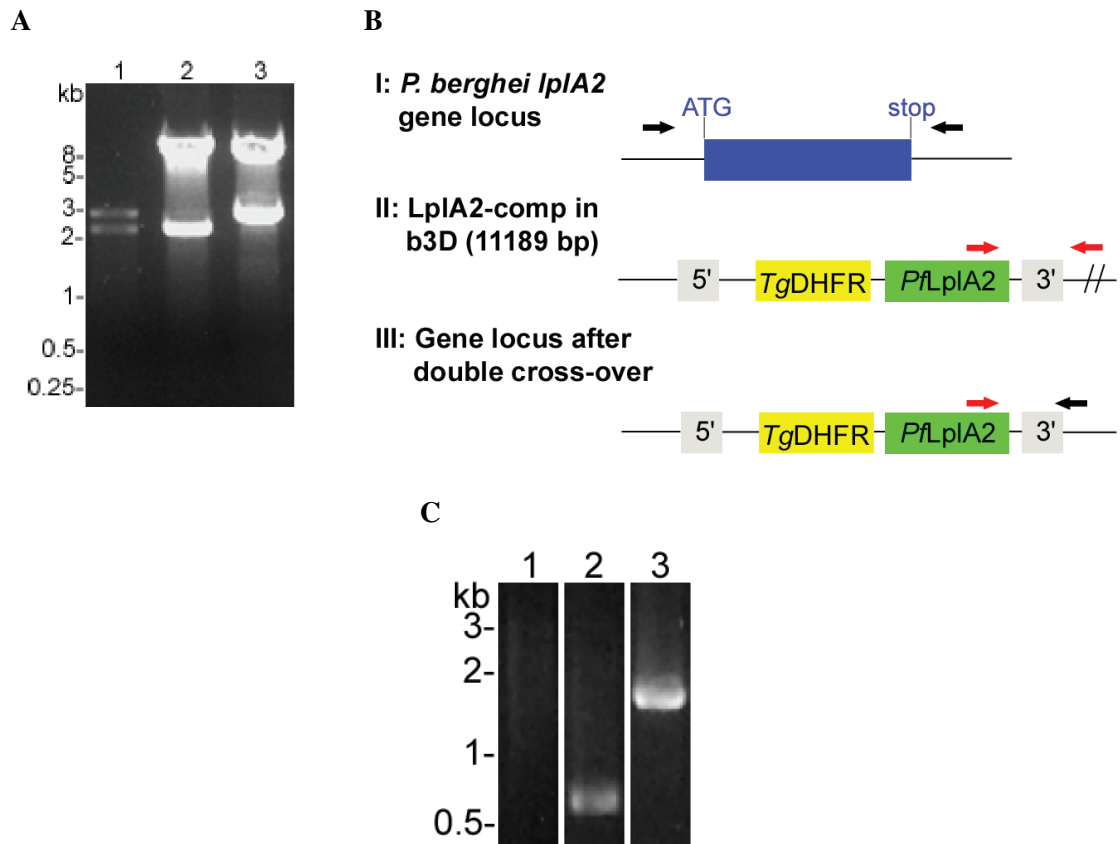 A
1 2 3
kb
8-
5-
3-
2-
1-
0.5-
0.25-
B
I: P. berghei lplA2
gene locus
ATG stop
II: LplA2-comp in
b3D (11189 bp)
5' TgDHFR PfLplA2 3' //
III: Gene locus after
double cross-over
5' TgDHFR PfLplA2 3'
C
1 2 3
kb
3-
2-
1-
0.5-